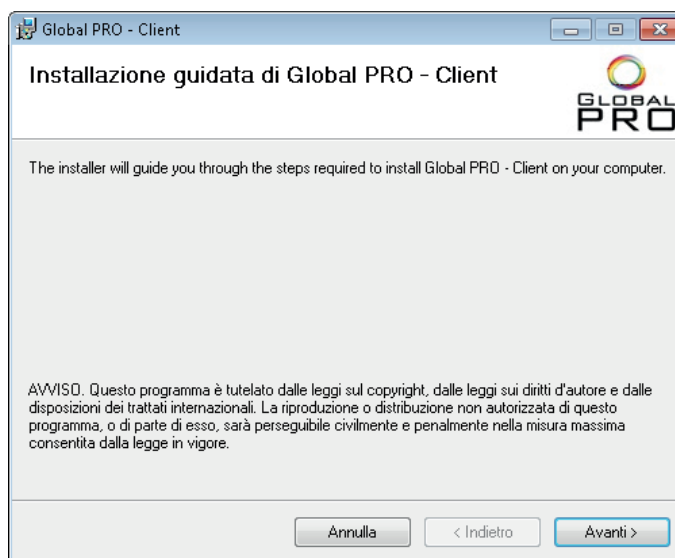 Global PRO - Client
Installazione guidata di Global PRO - Client
GLOBAL
PRO
The installer will guide you through the steps required to install Global PRO - Client on your computer.
AVVISO. Questo programma è tutelato dalle leggi sul copyright, dalle leggi sui diritti d'autore e dalle
disposizioni dei trattati internazionali. La riproduzione o distribuzione non autorizzata di questo
programma, o di parte di esso, sarà perseguibile civilmente e penalmente nella misura massima
consentita dalla legge in vigore.
Annulla
< Indietro
Avanti >